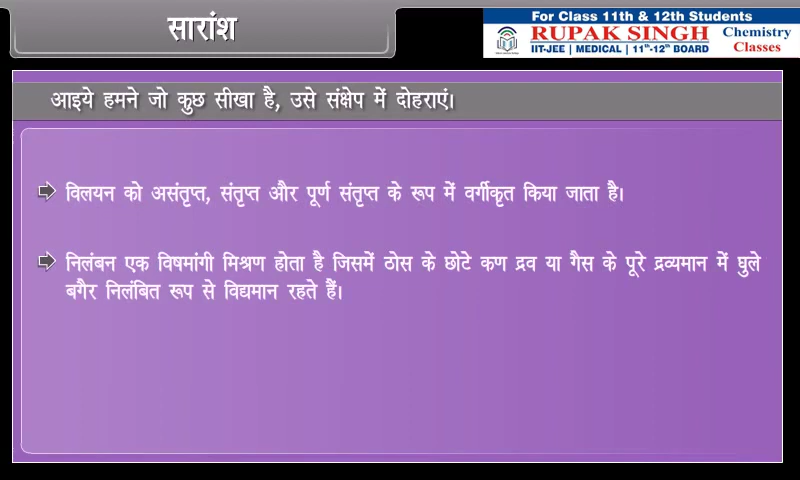 सारांश
For Class 11th & 12th Students
RUPAK SINGH
IIT-JEE | MEDICAL | 11th-12th BOARD
Chemistry
Classes
आइये हमने जो कुछ सीखा है, उसे संक्षेप में दोहराएं।
विलयन को असंतृप्त, संतृप्त और पूर्ण संतृप्त के रूप में वर्गीकृत किया जाता है।
निलंबन एक विषमांगी मिश्रण होता है जिसमें ठोस के छोटे कण द्रव या गैस के पूरे द्रव्यमान में घुले
बगैर निलंबित रूप से विद्यमान रहते हैं।